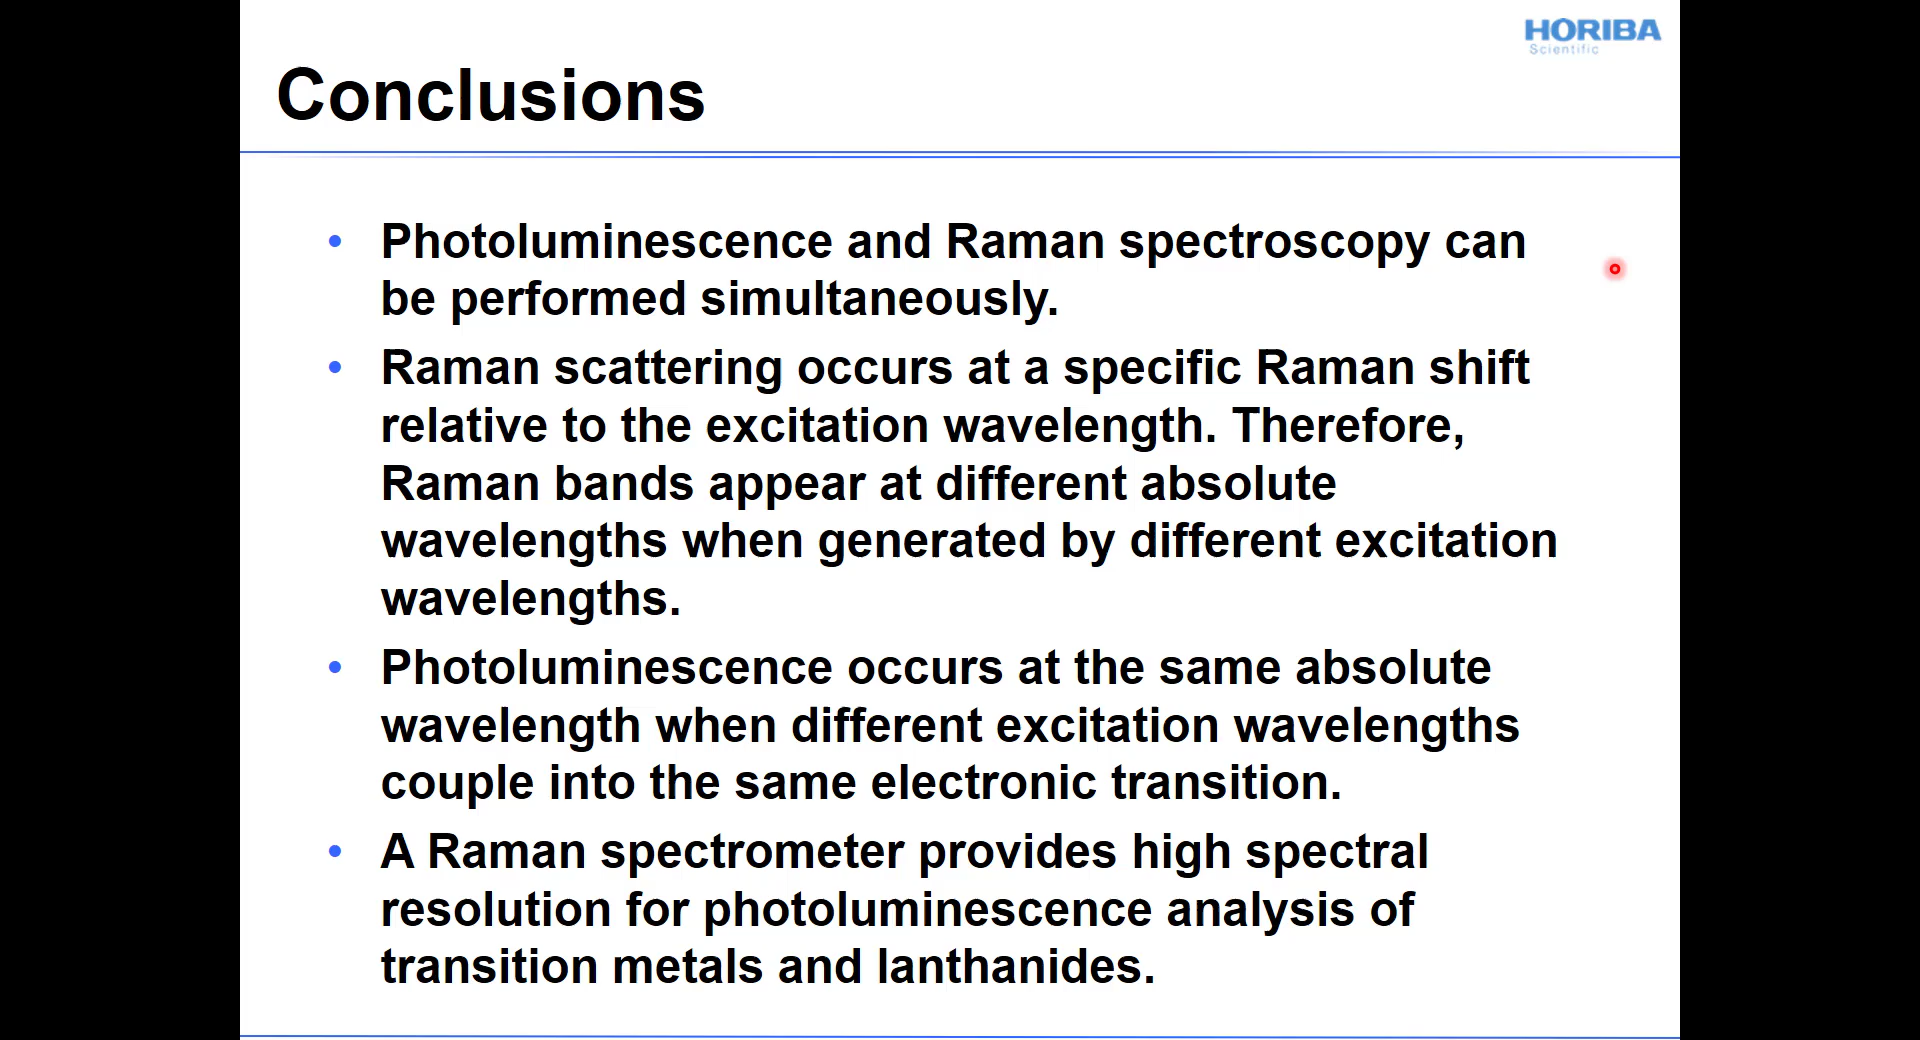 HORIBA
Scientific
Conclusions
• Photoluminescence and Raman spectroscopy can
be performed simultaneously.
• Raman scattering occurs at a specific Raman shift
relative to the excitation wavelength. Therefore,
Raman bands appear at different absolute
wavelengths when generated by different excitation
wavelengths.
• Photoluminescence occurs at the same absolute
wavelength when different excitation wavelengths
couple into the same electronic transition.
• A Raman spectrometer provides high spectral
resolution for photoluminescence analysis of
transition metals and lanthanides.